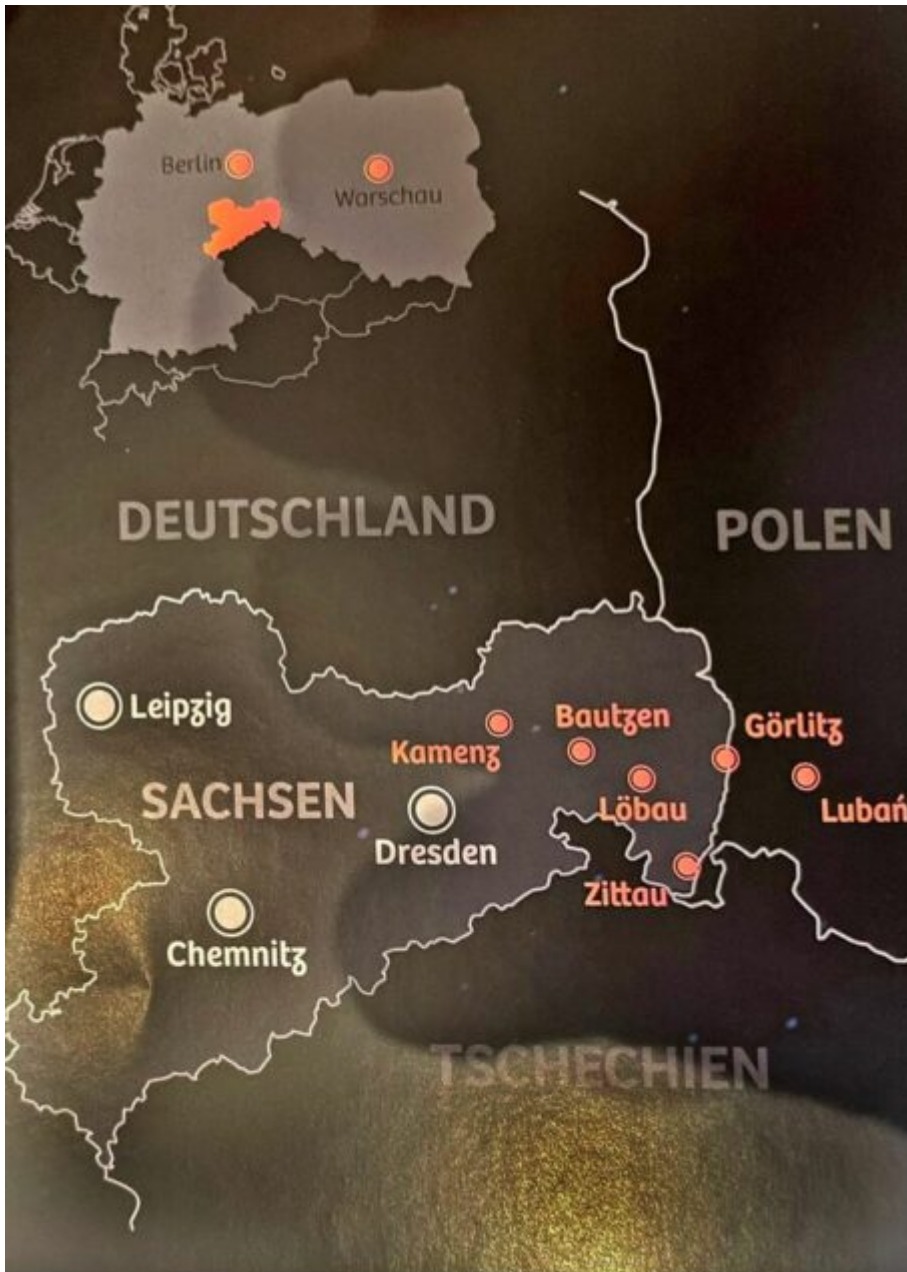 Berlin
Warschau
DEUTSCHLAND
POLEN
Leipzig
Bautzen
Görlitz
Kamenz
SACHSEN
Löbau
Lubań
Dresden
Zittau
Chemnitz
TSCHECHIEN